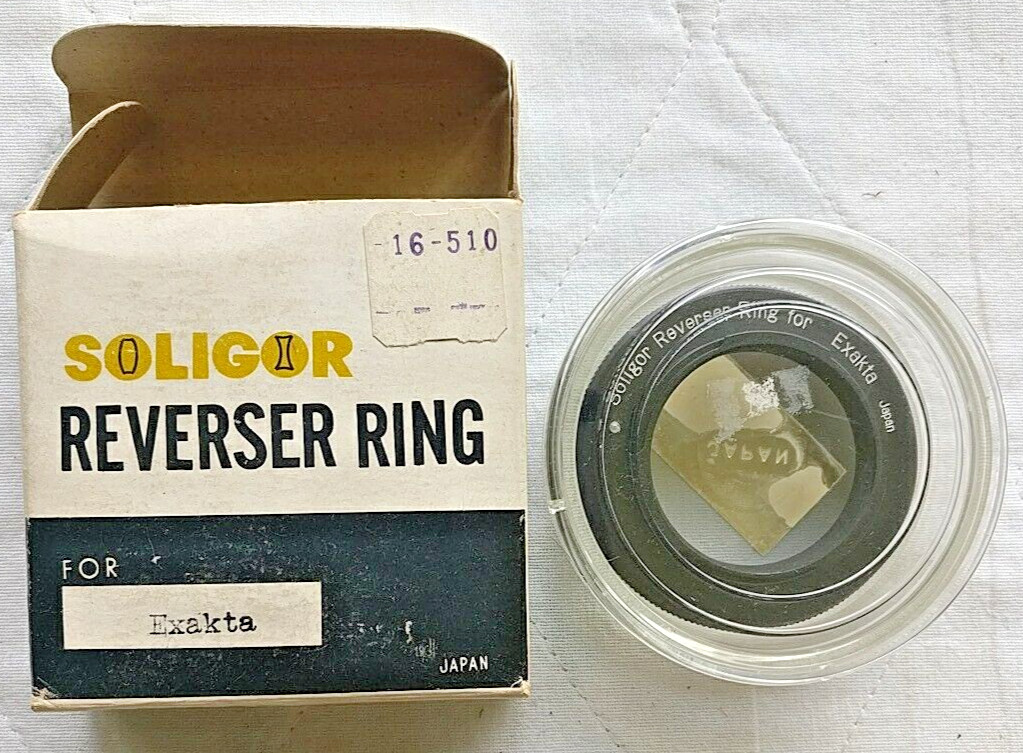 -16-510
SOLIGOR
REVERSER RING
FOR
Exakta
JAPAN
Soligor Reverser Ring for Exakta Japan
JAPAN